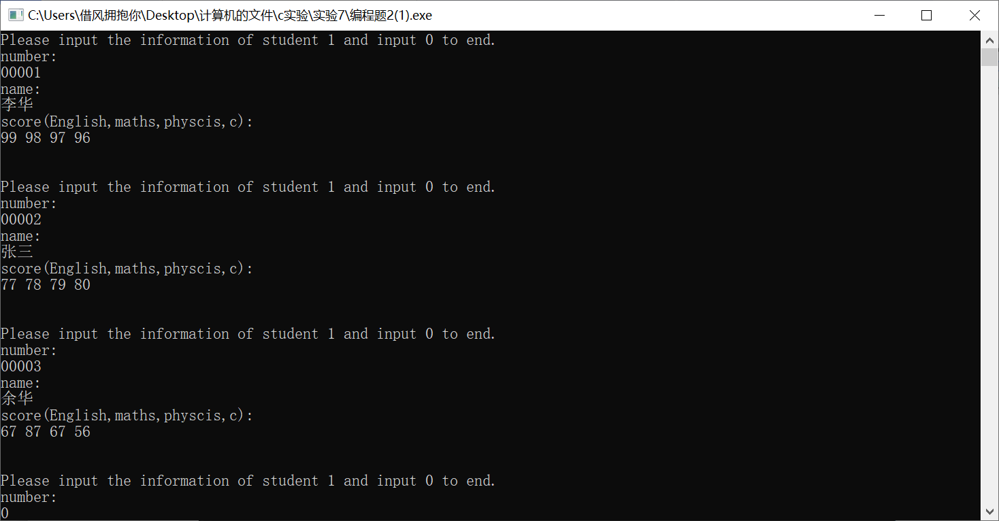 C:\Users\借风拥抱你\Desktop\计算机的文件\c实验\实验7\编程题2(1).exe
Please input the information of student 1 and input 0 to end.
number:
00001
name:
李华
score(English,maths,physcis,c):
99 98 97 96
Please input the information of student 1 and input 0 to end.
number:
00002
name:
张三
score(English,maths,physcis,c):
77 78 79 80
Please input the information of student 1 and input 0 to end.
number:
00003
name:
余华
score(English,maths,physcis,c):
67 87 67 56
Please input the information of student 1 and input 0 to end.
number:
0